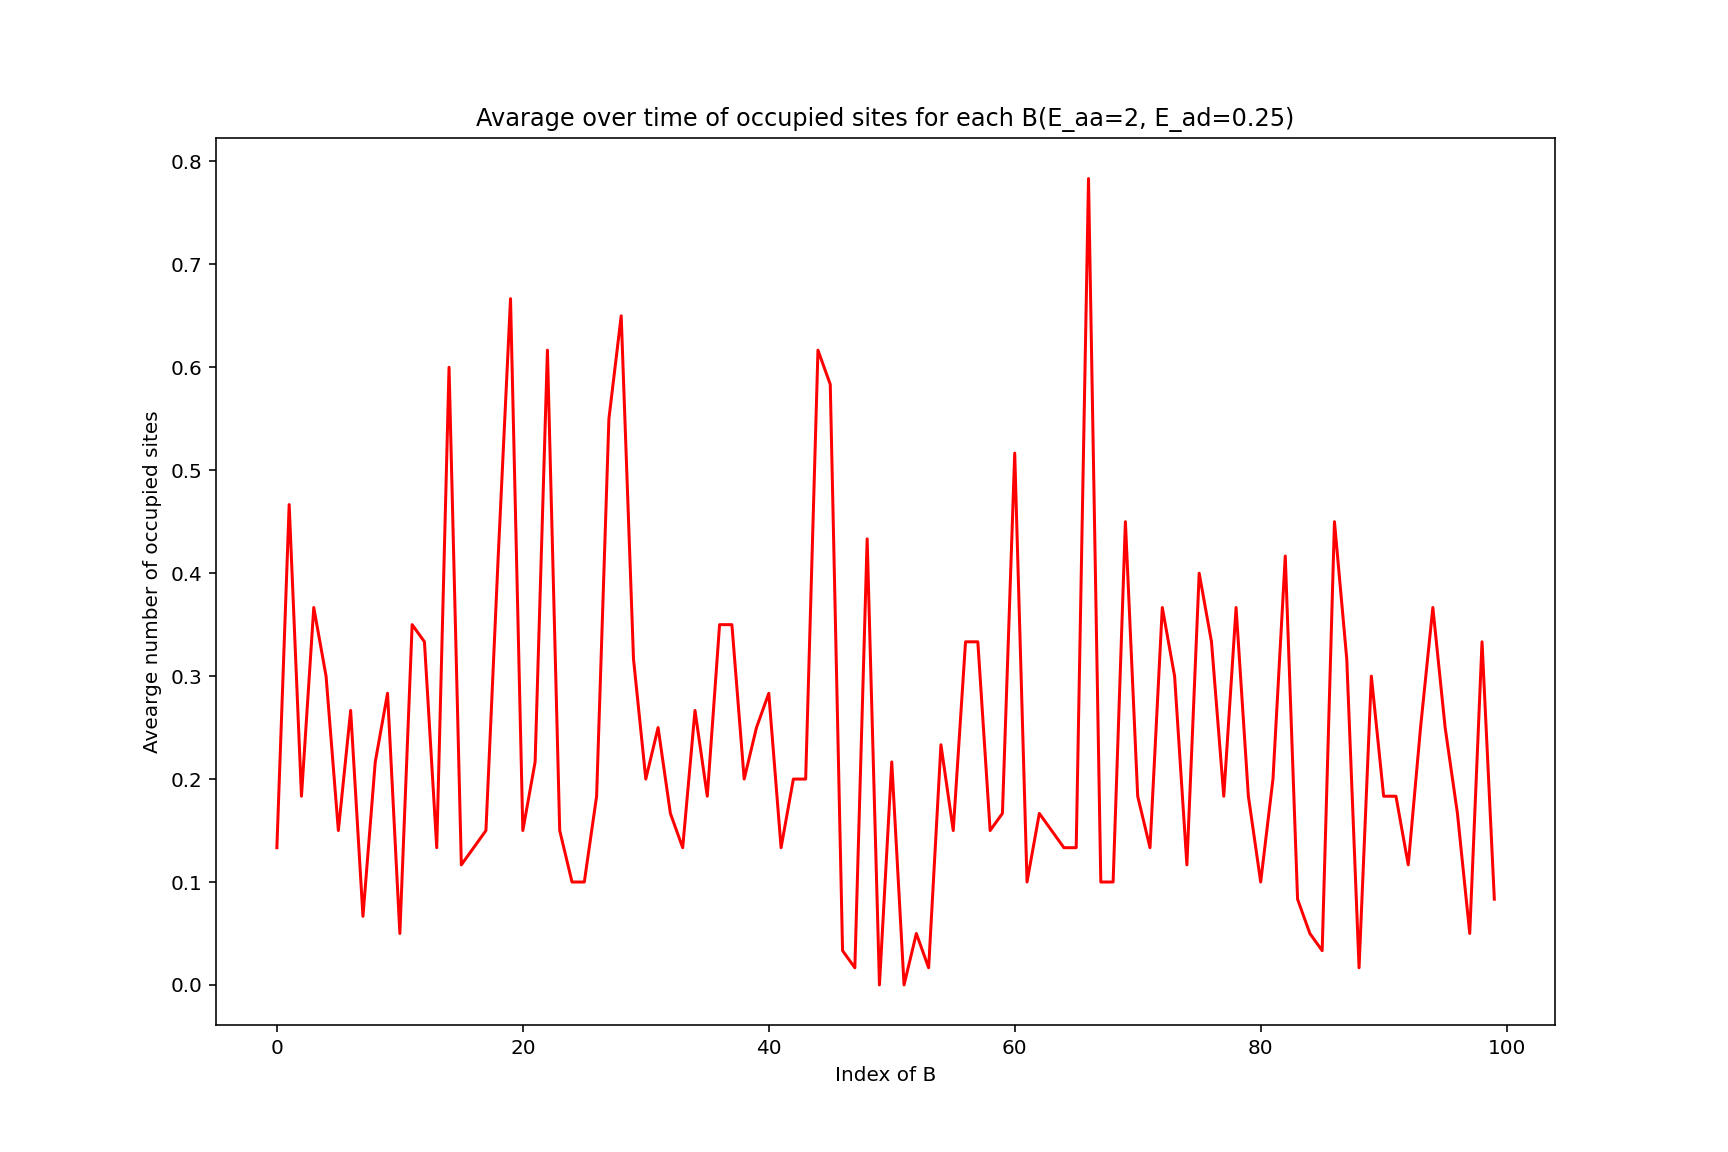 Avarage over time of occupied sites for each B(E_aa=2, E_ad=0.25)
Avearge number of occupied sites
0.8
0.7
0.6
0.5
0.4
0.3
0.2
0.1
0.0
0 20 40 60 80 100
Index of B